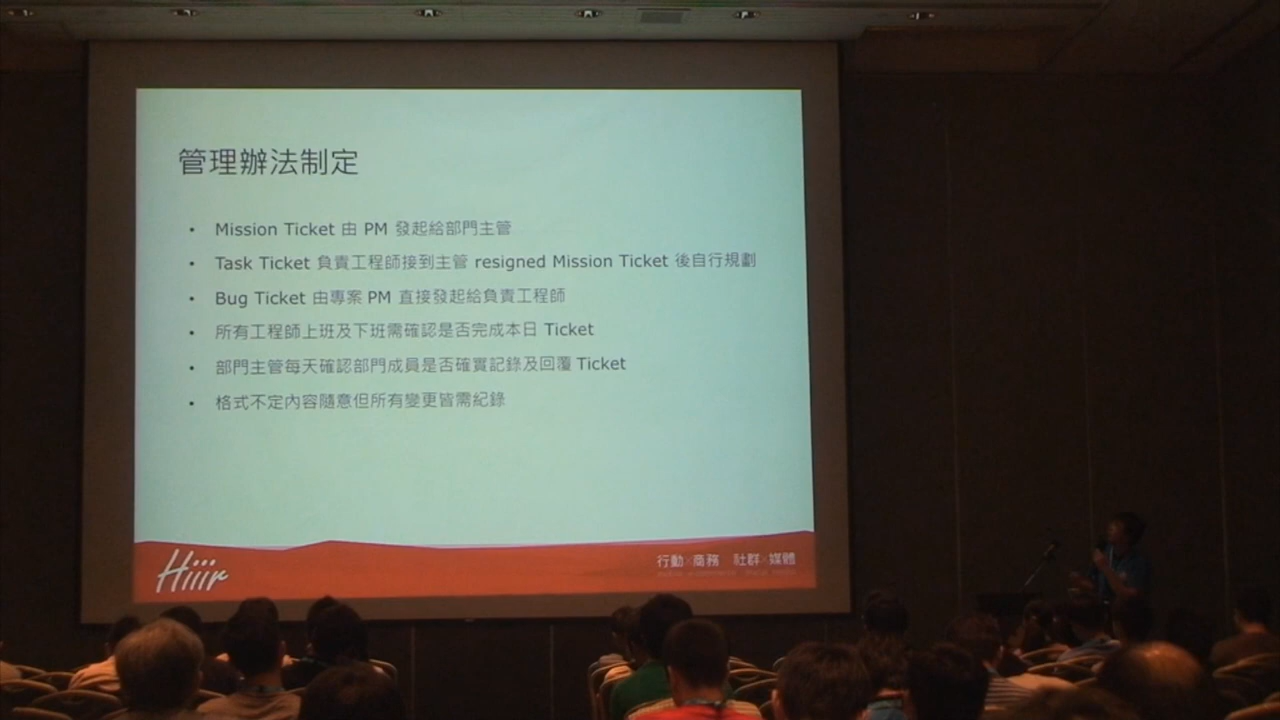 管理辦法制定
• Mission Ticket 由 PM 發起給部門主管
• Task Ticket 負責工程師接到主管 resigned Mission Ticket 後自行規劃
• Bug Ticket 由專案 PM 直接發起給負責工程師
• 所有工程師上班及下班需確認是否完成本日 Ticket
• 部門主管每天確認部門成員是否確實記錄及回覆 Ticket
• 格式不定內容隨意但所有變更皆需紀錄
Hiiir
行動×商務 社群×媒體